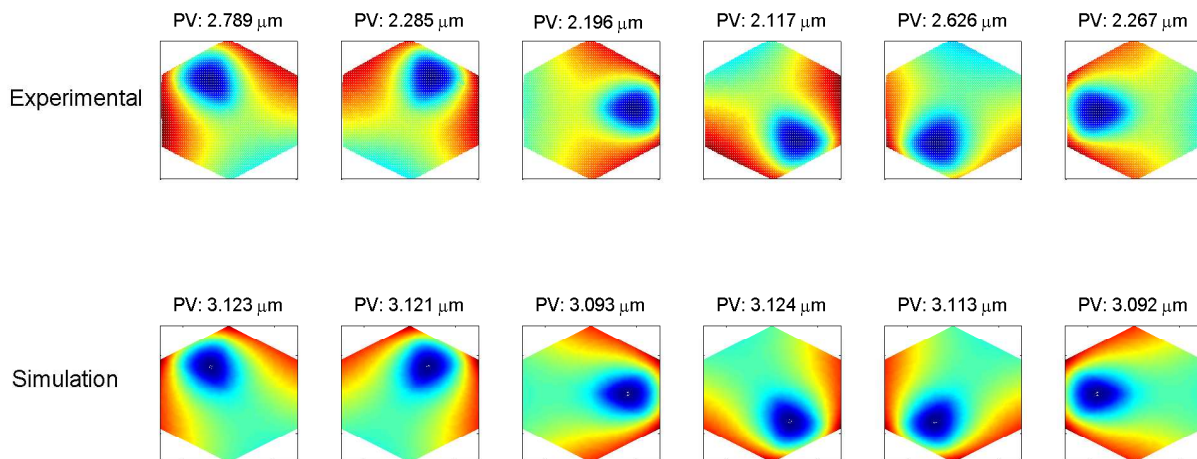 PV: 2.789 μm PV: 2.285 μm PV: 2.196 μm PV: 2.117 μm PV: 2.626 μm PV: 2.267 μm
Experimental
PV: 3.123 μm PV: 3.121 μm PV: 3.093 μm PV: 3.124 μm PV: 3.113 μm PV: 3.092 μm
Simulation